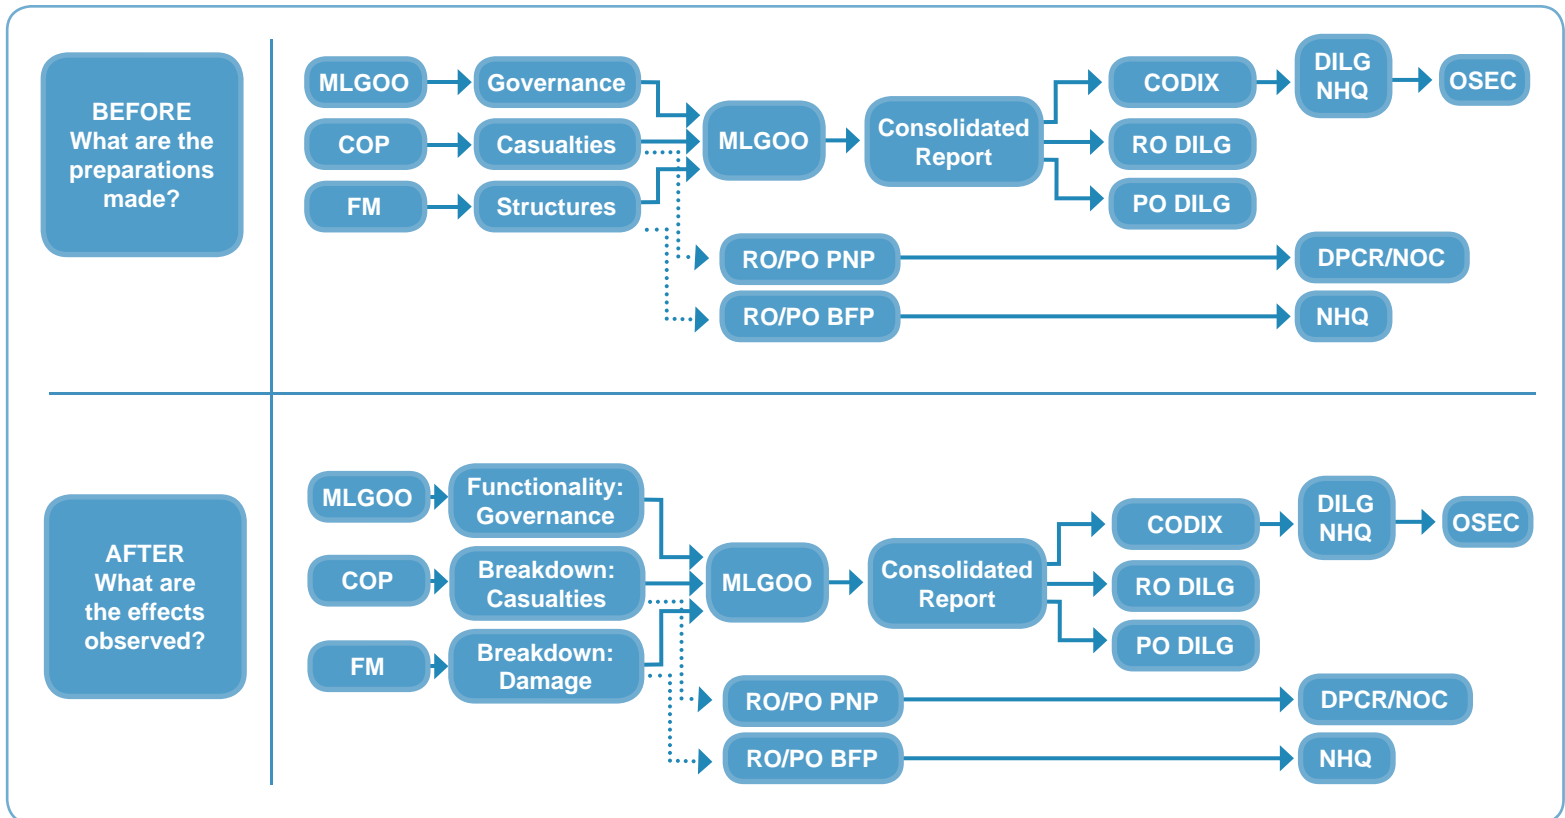 BEFORE
What are the
preparations
made?
MLGOO
Governance
COP
Casualties
FM
Structures
MLGOO
Consolidated
Report
CODIX
DILG
NHQ
OSEC
RO DILG
PO DILG
RO/PO PNP
DPCR/NOC
RO/PO BFP
NHQ
AFTER
What are
the effects
observed?
MLGOO
Functionality:
Governance
COP
Breakdown:
Casualties
FM
Breakdown:
Damage
MLGOO
Consolidated
Report
CODIX
DILG
NHQ
OSEC
RO DILG
PO DILG
RO/PO PNP
DPCR/NOC
RO/PO BFP
NHQ